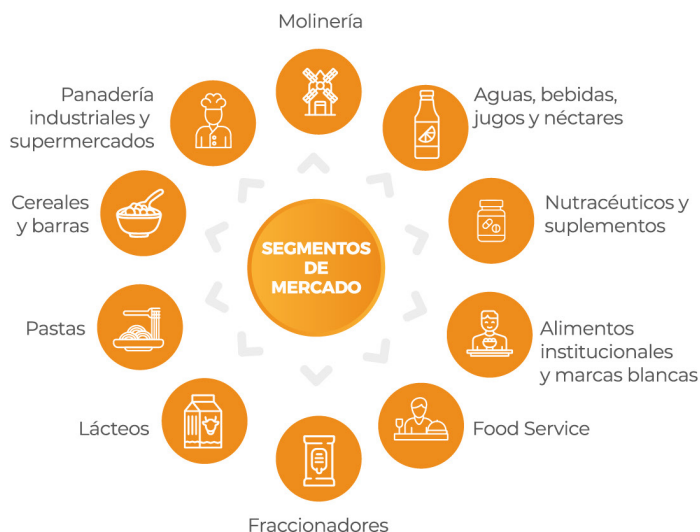 Molinería
Aguas, bebidas,
jugos y néctares
Nutracéuticos y
suplementos
Alimentos
institucionales
y marcas blancas
Food Service
Fraccionadores
Lácteos
Pastas
Cereales
y barras
Panadería
industriales y
supermercados
SEGMENTOS
DE
MERCADO